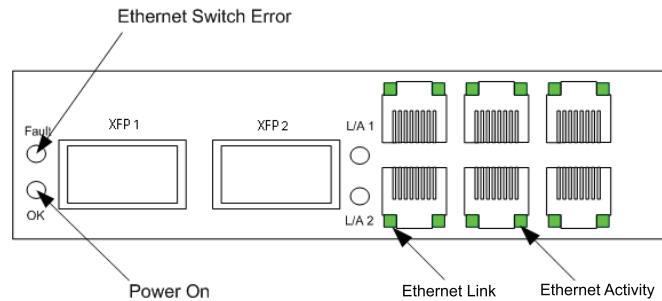 Ethernet Switch Error
Fault
XFP 1
XFP 2
L/A 1
OK
L/A 2
Power On
Ethernet Link
Ethernet Activity